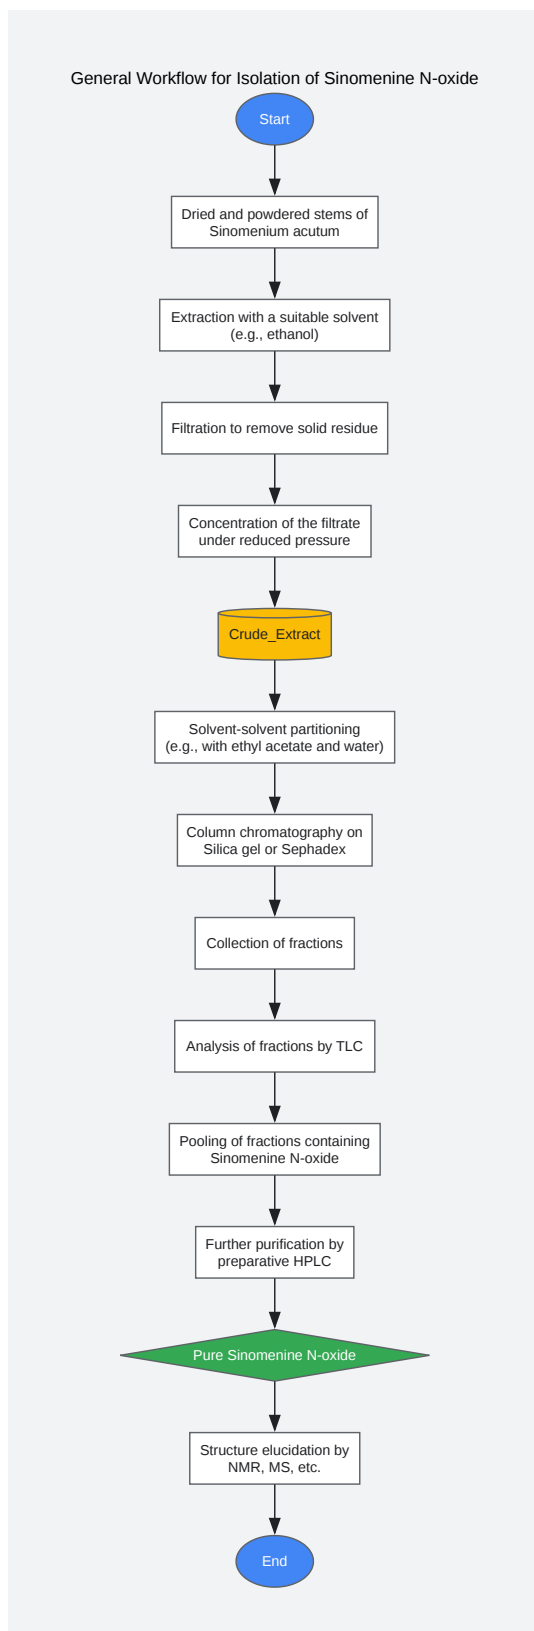 General Workflow for Isolation of Sinomenine N-oxide
Start
Dried and powdered stems of
Sinomenium acutum
Extraction with a suitable solvent
(e.g., ethanol)
Filtration to remove solid residue
Concentration of the filtrate
under reduced pressure
Crude_Extract
Solvent-solvent partitioning
(e.g., with ethyl acetate and water)
Column chromatography on
Silica gel or Sephadex
Collection of fractions
Analysis of fractions by TLC
Pooling of fractions containing
Sinomenine N-oxide
Further purification by
preparative HPLC
Pure Sinomenine N-oxide
Structure elucidation by
NMR, MS, etc.
End